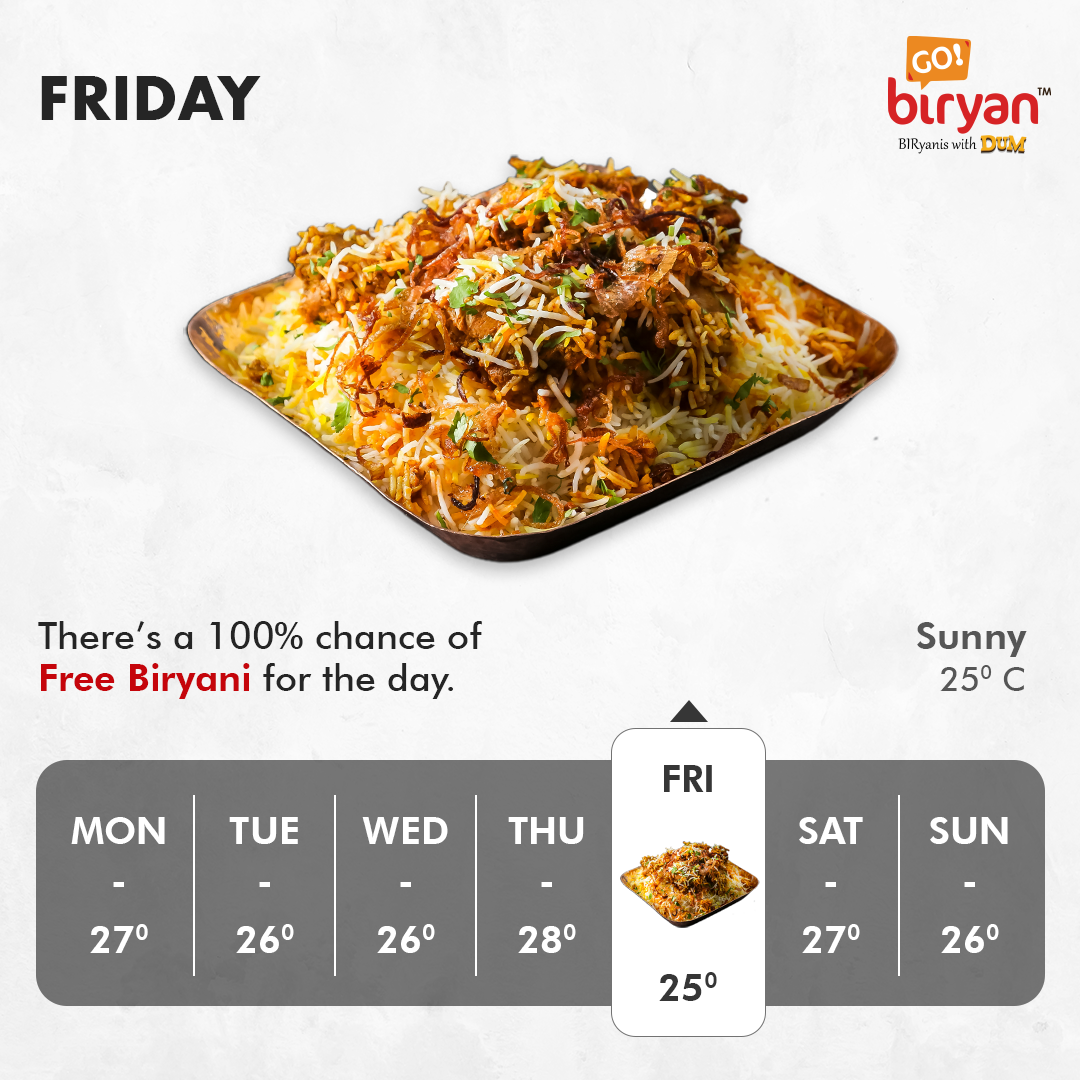 FRIDAY
GO!
biryan™
BIRyanis with DUM
There's a 100% chance of
Free Biryani for the day.
Sunny
25⁰ C
MON
-
27⁰
TUE
-
26⁰
WED
-
26⁰
THU
-
28⁰
FRI
25⁰
SAT
-
27⁰
SUN
-
26⁰